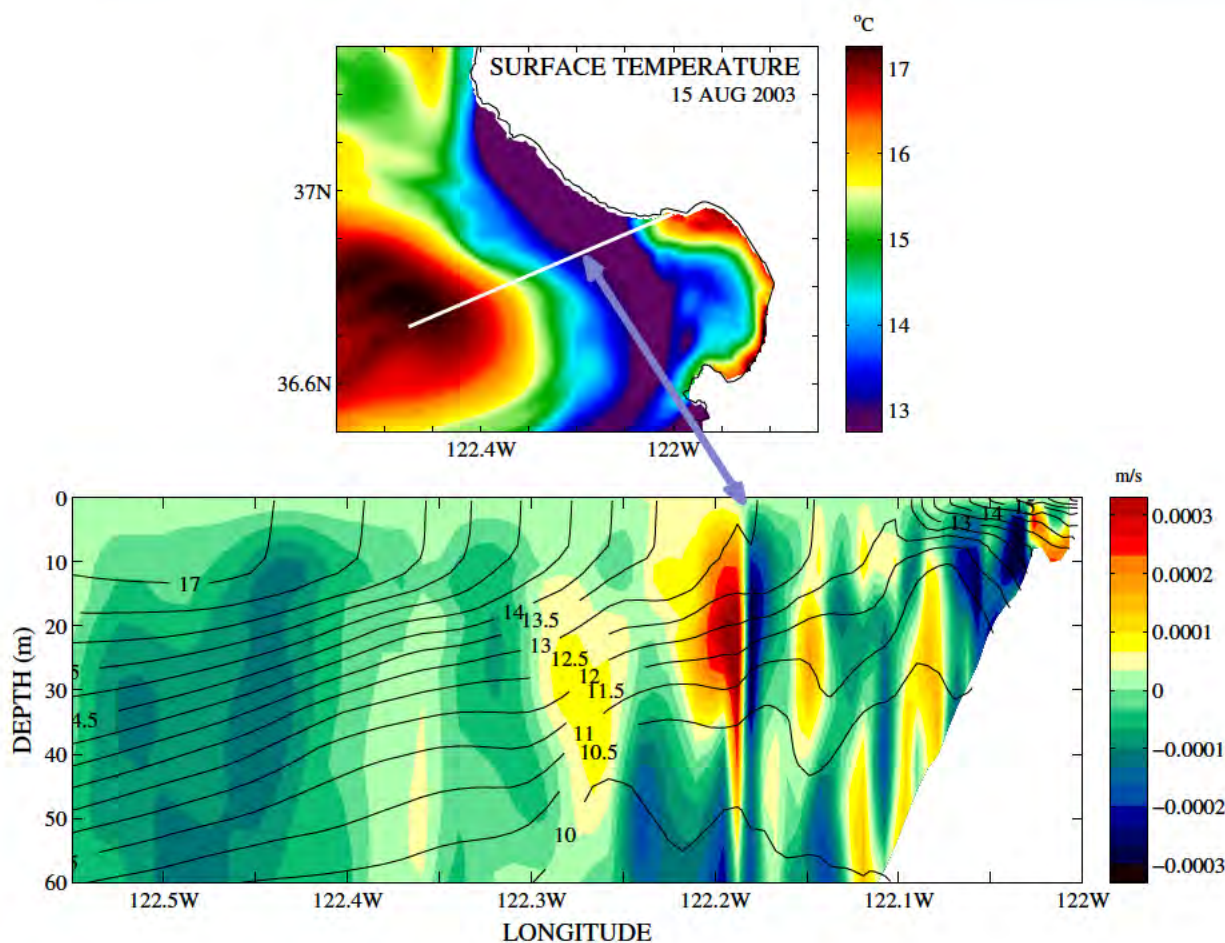 °C
SURFACE TEMPERATURE
15 AUG 2003
17
16
15
14
13
37N
36.6N
122.4W
122W
m/s
0.0003
0.0002
0.0001
0
−0.0001
−0.0002
−0.0003
0
10
20
30
40
50
60
DEPTH (m)
17
14
13.5
13
12.5
12
11.5
11
10.5
10
13
14
15
5
4.5
5
122.5W
122.4W
122.3W
122.2W
122.1W
122W
LONGITUDE